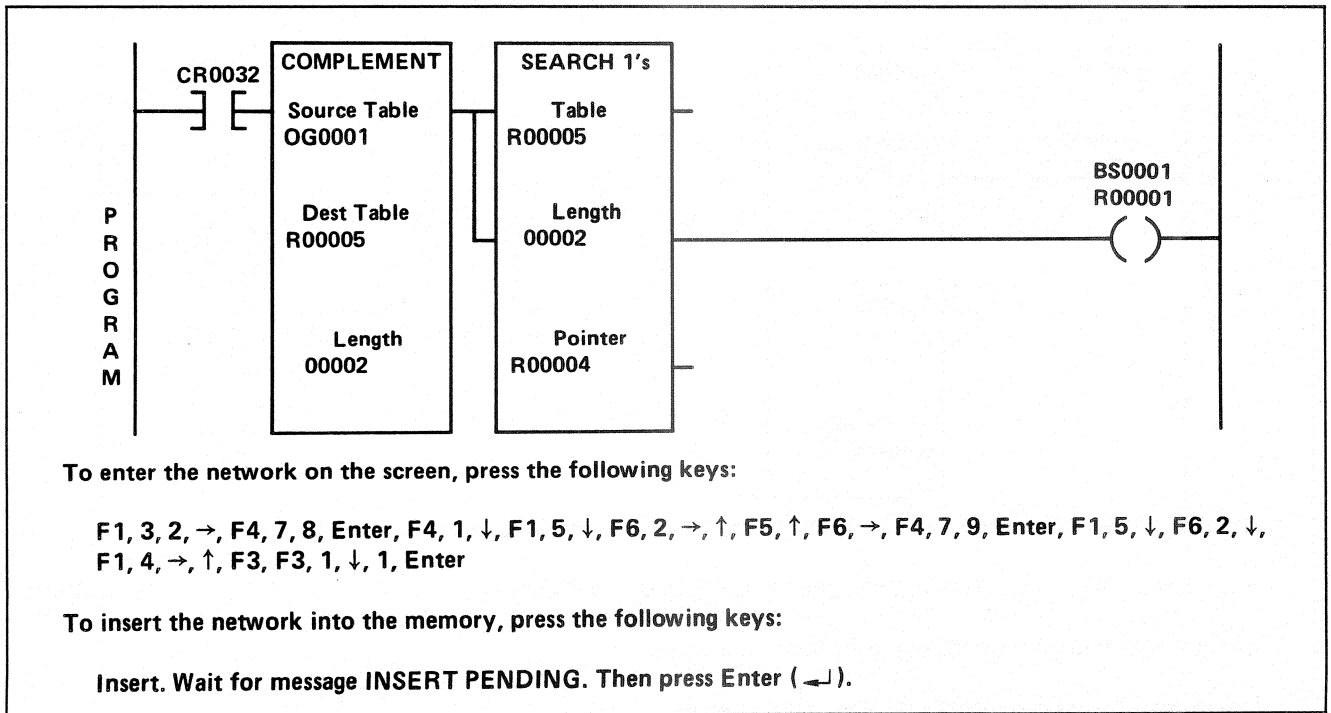 CR0032
COMPLEMENT
Source Table
OG0001
Dest Table
R00005
Length
00002
SEARCH 1's
Table
R00005
Length
00002
Pointer
R00004
BS0001
R00001
( )
PROGRAM
To enter the network on the screen, press the following keys:
F1, 3, 2, →, F4, 7, 8, Enter, F4, 1, ↓, F1, 5, ↓, F6, 2, →, ↑, F5, ↑, F6, →, F4, 7, 9, Enter, F1, 5, ↓, F6, 2, ↓,
F1, 4, →, ↑, F3, F3, 1, ↓, 1, Enter
To insert the network into the memory, press the following keys:
Insert. Wait for message INSERT PENDING. Then press Enter (↵).